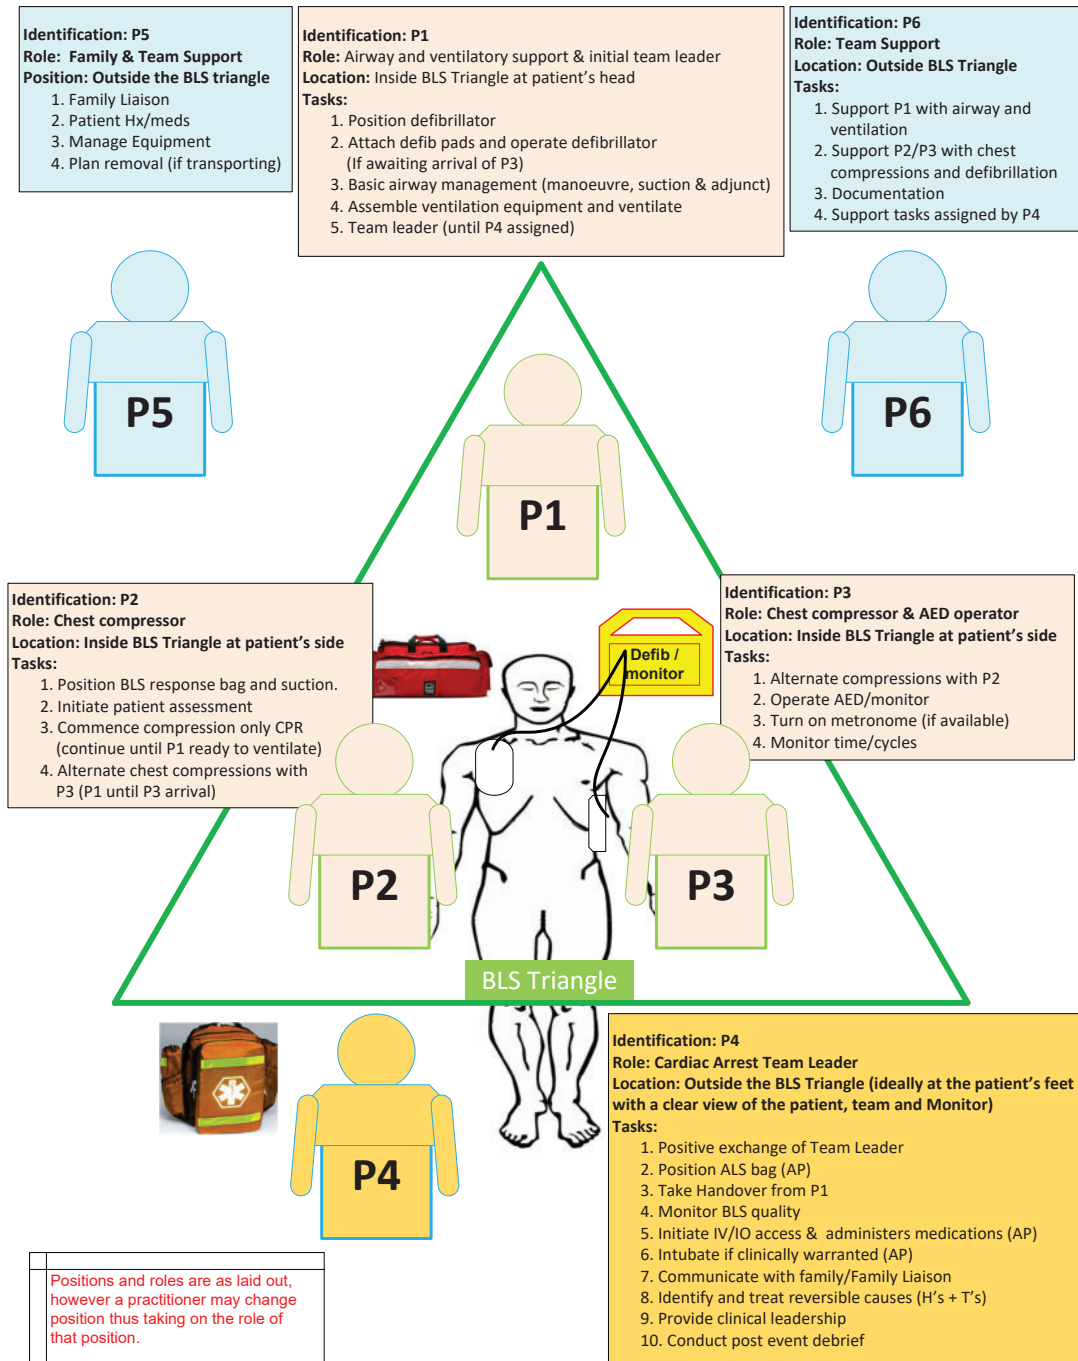 Identification: P5
Role:  Family & Team Support
Position: Outside the BLS triangle
1. Family Liaison
2. Patient Hx/meds
3. Manage Equipment
4. Plan removal (if transporting)
Identification: P1
Role: Airway and ventilatory support & initial team leader
Location: Inside BLS Triangle at patient's head
Tasks:
1. Position defibrillator
2. Attach defib pads and operate defibrillator
(If awaiting arrival of P3)
3. Basic airway management (manoeuvre, suction & adjunct)
4. Assemble ventilation equipment and ventilate
5. Team leader (until P4 assigned)
Identification: P6
Role: Team Support
Location: Outside BLS Triangle
Tasks:
1. Support P1 with airway and
ventilation
2. Support P2/P3 with chest
compressions and defibrillation
3. Documentation
4. Support tasks assigned by P4
P5
P6
P1
Identification: P2
Role: Chest compressor
Location: Inside BLS Triangle at patient's side
Tasks:
1. Position BLS response bag and suction.
2. Initiate patient assessment
3. Commence compression only CPR
(continue until P1 ready to ventilate)
4. Alternate chest compressions with
P3 (P1 until P3 arrival)
Defib /
monitor
Identification: P3
Role: Chest compressor & AED operator
Location: Inside BLS Triangle at patient's side
Tasks:
1. Alternate compressions with P2
2. Operate AED/monitor
3. Turn on metronome (if available)
4. Monitor time/cycles
P2
P3
BLS Triangle
P4
Identification: P4
Role: Cardiac Arrest Team Leader
Location: Outside the BLS Triangle (ideally at the patient's feet
with a clear view of the patient, team and Monitor)
Tasks:
1. Positive exchange of Team Leader
2. Position ALS bag (AP)
3. Take Handover from P1
4. Monitor BLS quality
5. Initiate IV/IO access &  administers medications (AP)
6. Intubate if clinically warranted (AP)
7. Communicate with family/Family Liaison
8. Identify and treat reversible causes (H's + T's)
9. Provide clinical leadership
10. Conduct post event debrief
Positions and roles are as laid out,
however a practitioner may change
position thus taking on the role of
that position.